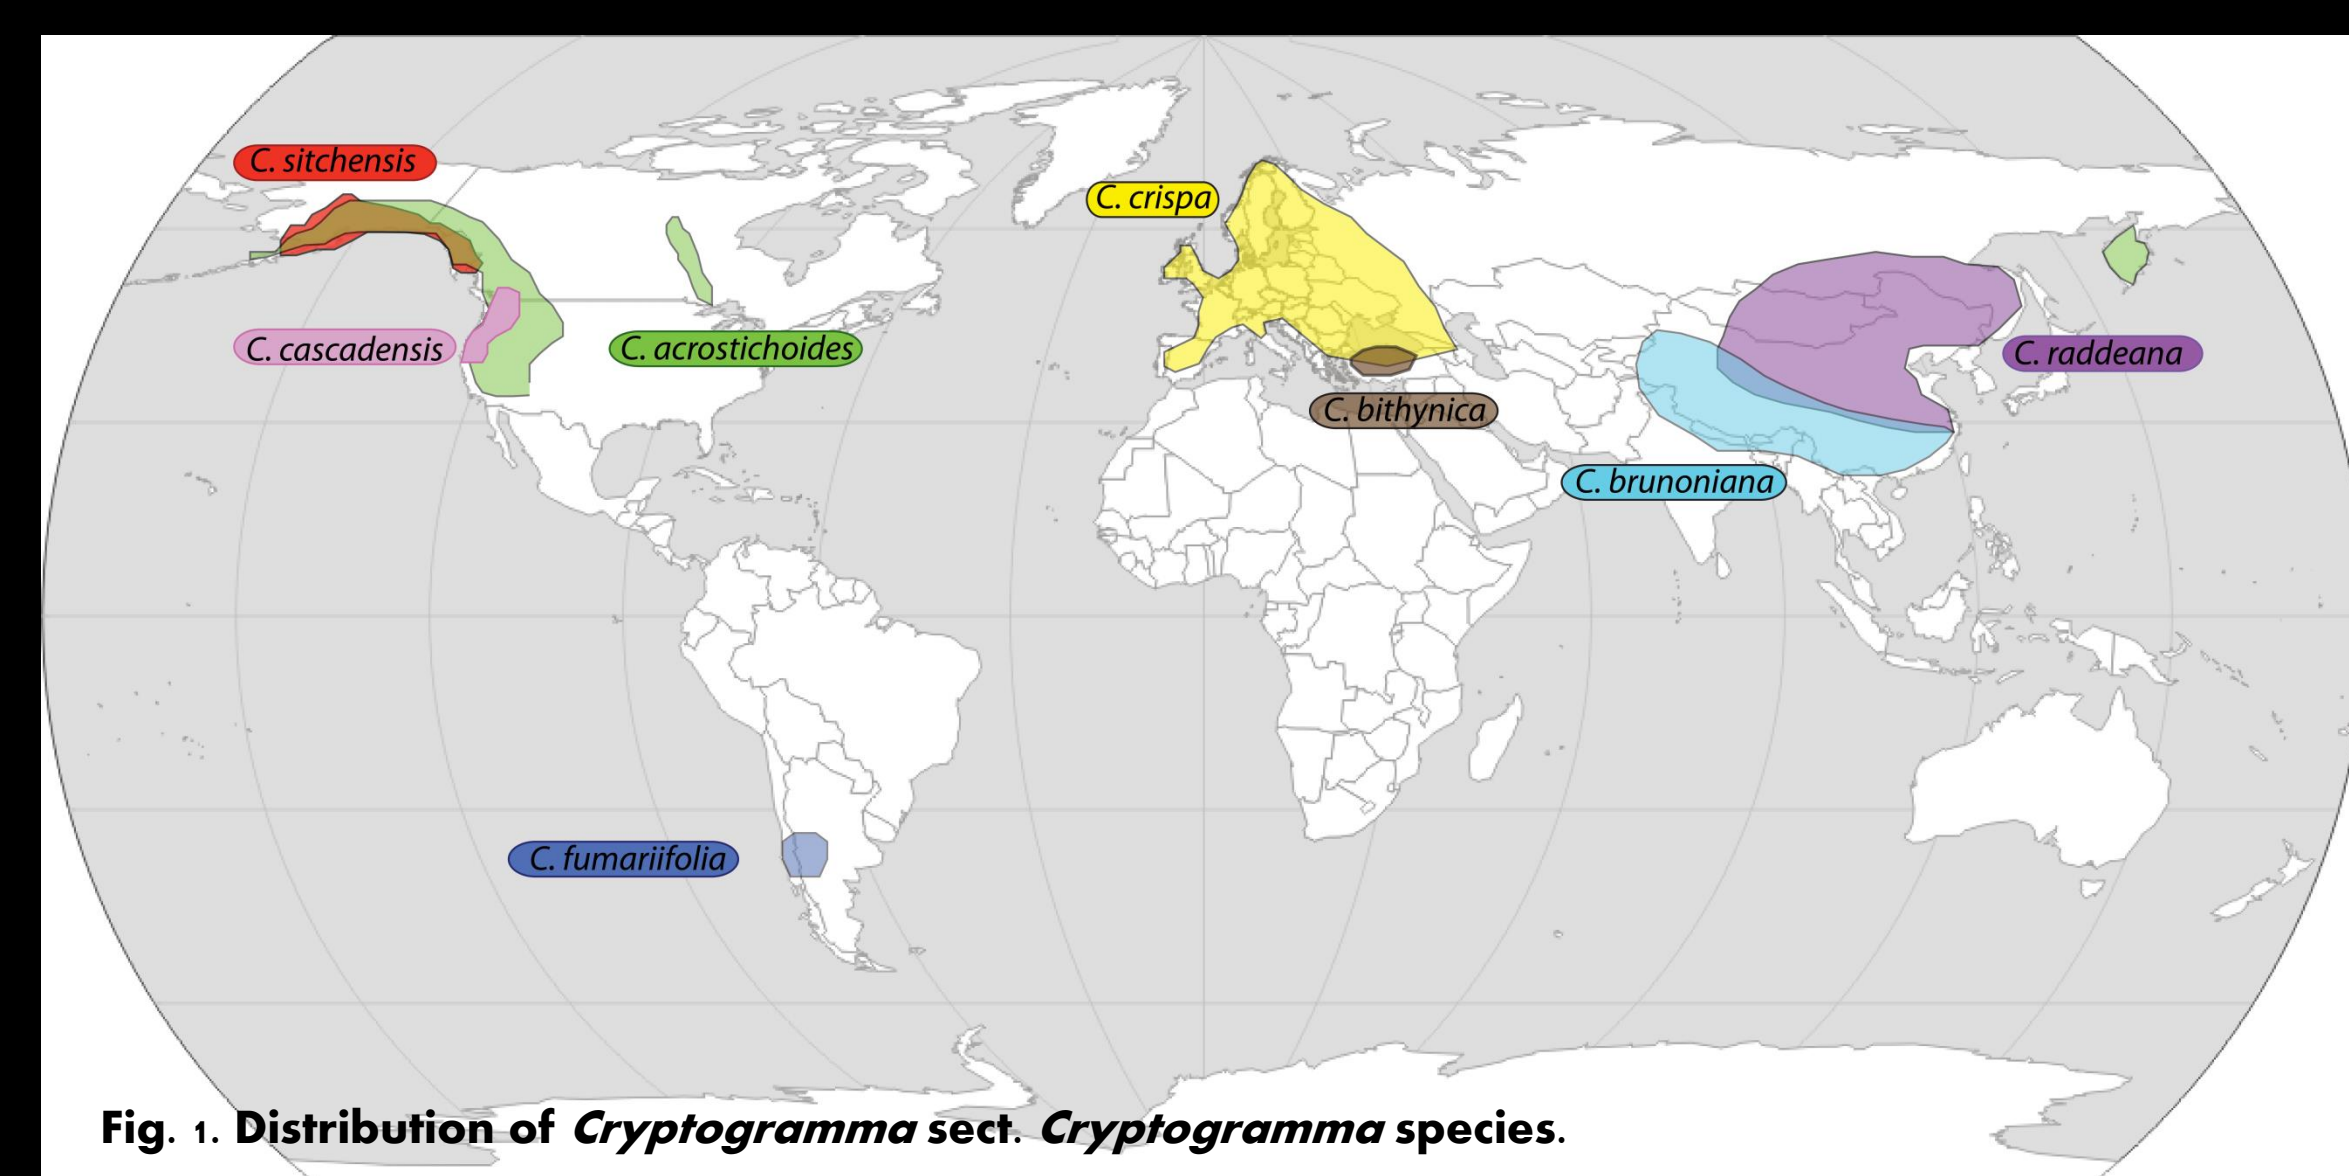 C. sitchensis
C. crispa
C. cascadensis
C. acrostichoides
C. raddeana
C. bithynica
C. brunoniana
C. fumariifolia
Fig. 1. Distribution of Cryptogramma sect. Cryptogramma species.